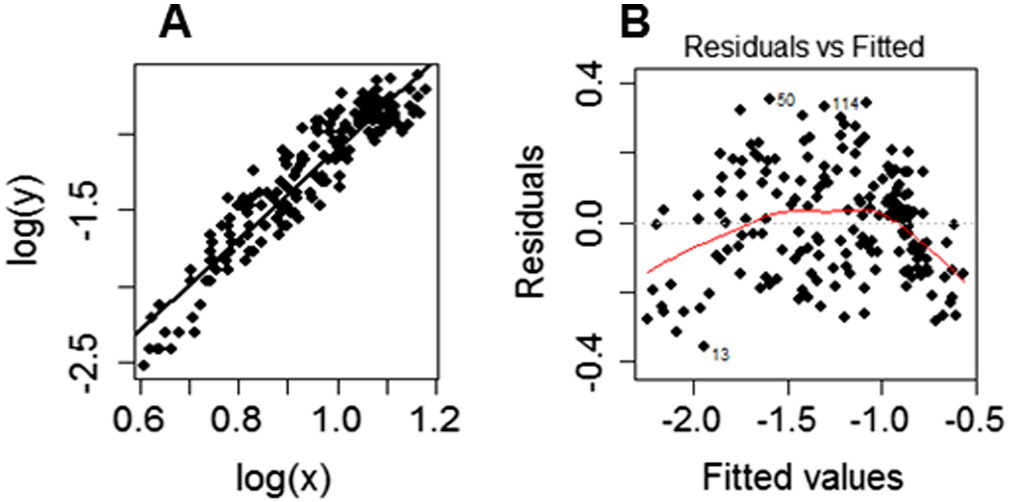 A
log(y)
-1.5
-2.5
0.6 0.8 1.0 1.2
log(x)
B
Residuals vs Fitted
Residuals
0.4
0.0
-0.4
50
114
13
-2.0 -1.5 -1.0 -0.5
Fitted values